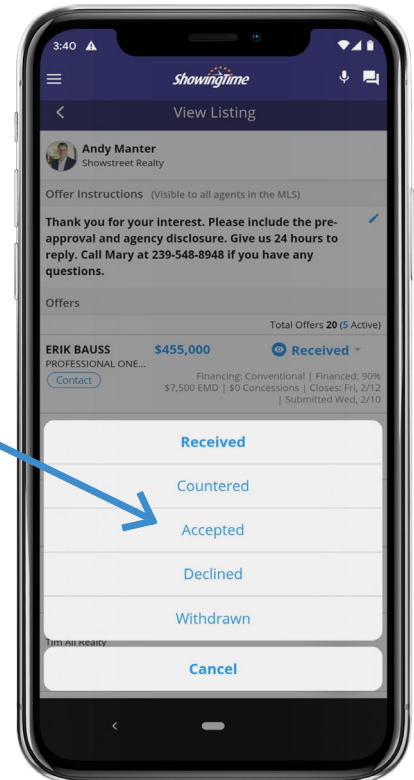 3:40
ShowingTime
View Listing
Andy Manter
Showstreet Realty
Offer Instructions (Visible to all agents in the MLS)
Thank you for your interest. Please include the pre-
approval and agency disclosure. Give us 24 hours to
reply. Call Mary at 239-548-8948 if you have any
questions.
Offers
Total Offers 20 (5 Active)
ERIK BAUSS $455,000 Received
PROFESSIONAL ONE...
Contact
Financing: Conventional | Financed: 90%
$7,500 EMD | $0 Concessions | Closes: Fri, 2/12
| Submitted Wed, 2/10
Received
Countered
Accepted
Declined
Withdrawn
Tim All Realty
Cancel